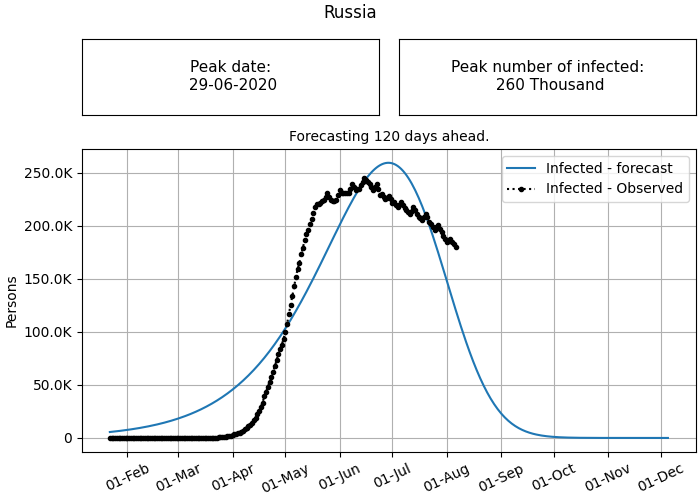 Russia
Peak date:
29-06-2020
Peak number of infected:
260 Thousand
Forecasting 120 days ahead.
Infected - forecast
Infected - Observed
Persons
250.0K
200.0K
150.0K
100.0K
50.0K
0
01-Feb
01-Mar
01-Apr
01-May
01-Jun
01-Jul
01-Aug
01-Sep
01-Oct
01-Nov
01-Dec